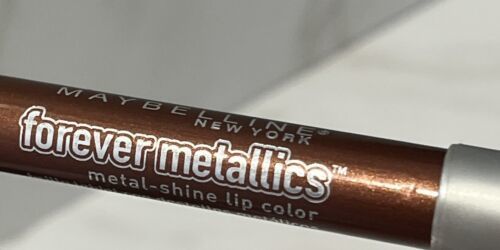 MAYBELLINE
NEW YORK®
forever metallics™
metal-shine lip color